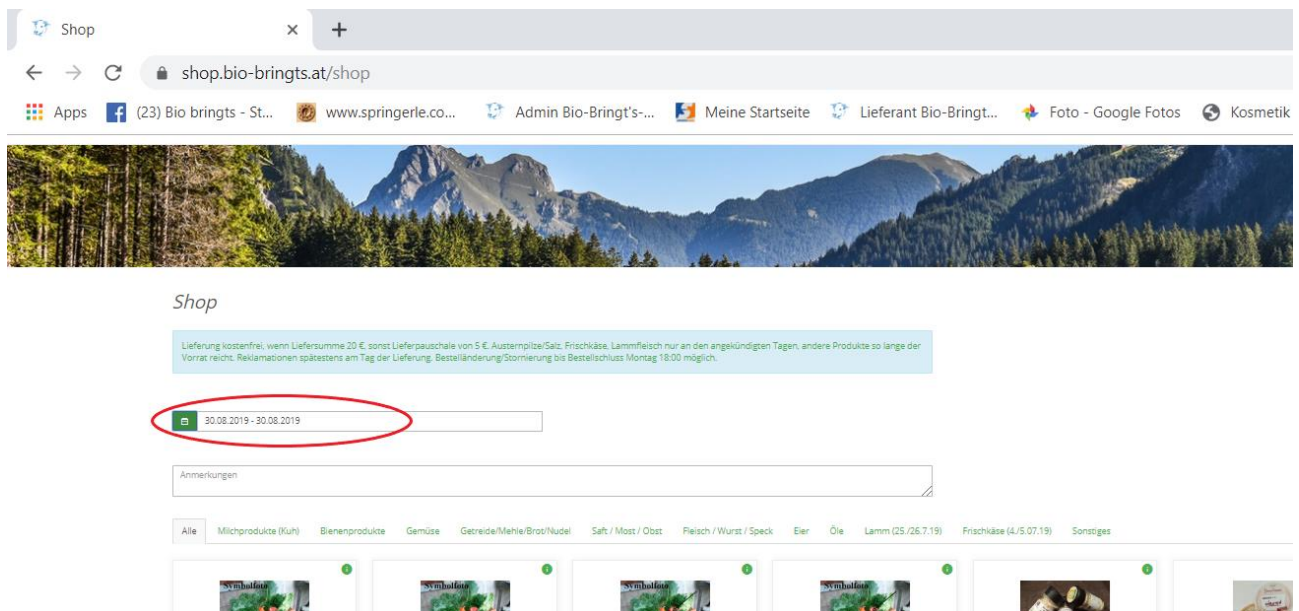 Shop
shop.bio-bringts.at/shop
Apps (23) Bio bringts - St... www.springerle.co... Admin Bio-Bringt's-... Meine Startseite Lieferant Bio-Bringt... Foto - Google Fotos Kosmetik
Shop
Lieferung kostenfrei, wenn Liefersumme 20 €, sonst Lieferpauschale von 5 €. Austernpilze/Salz, Frischkäse, Lammfleisch nur an den angekündigten Tagen, andere Produkte so lange der
Vorrat reicht. Reklamationen spätestens am Tag der Lieferung. Bestelländerung/Stornierung bis Bestellschluss Montag 18:00 möglich.
30.08.2019 - 30.08.2019
Anmerkungen
Alle Milchprodukte (Kuh) Bienenprodukte Gemüse Getreide/Mehle/Brot/Nudel Saft / Most / Obst Fleisch / Wurst / Speck Eier Öle Lamm (25./26.7.19) Frischkäse (4./5.07.19) Sonstiges
Symbolfoto Symbolfoto Symbolfoto Symbolfoto